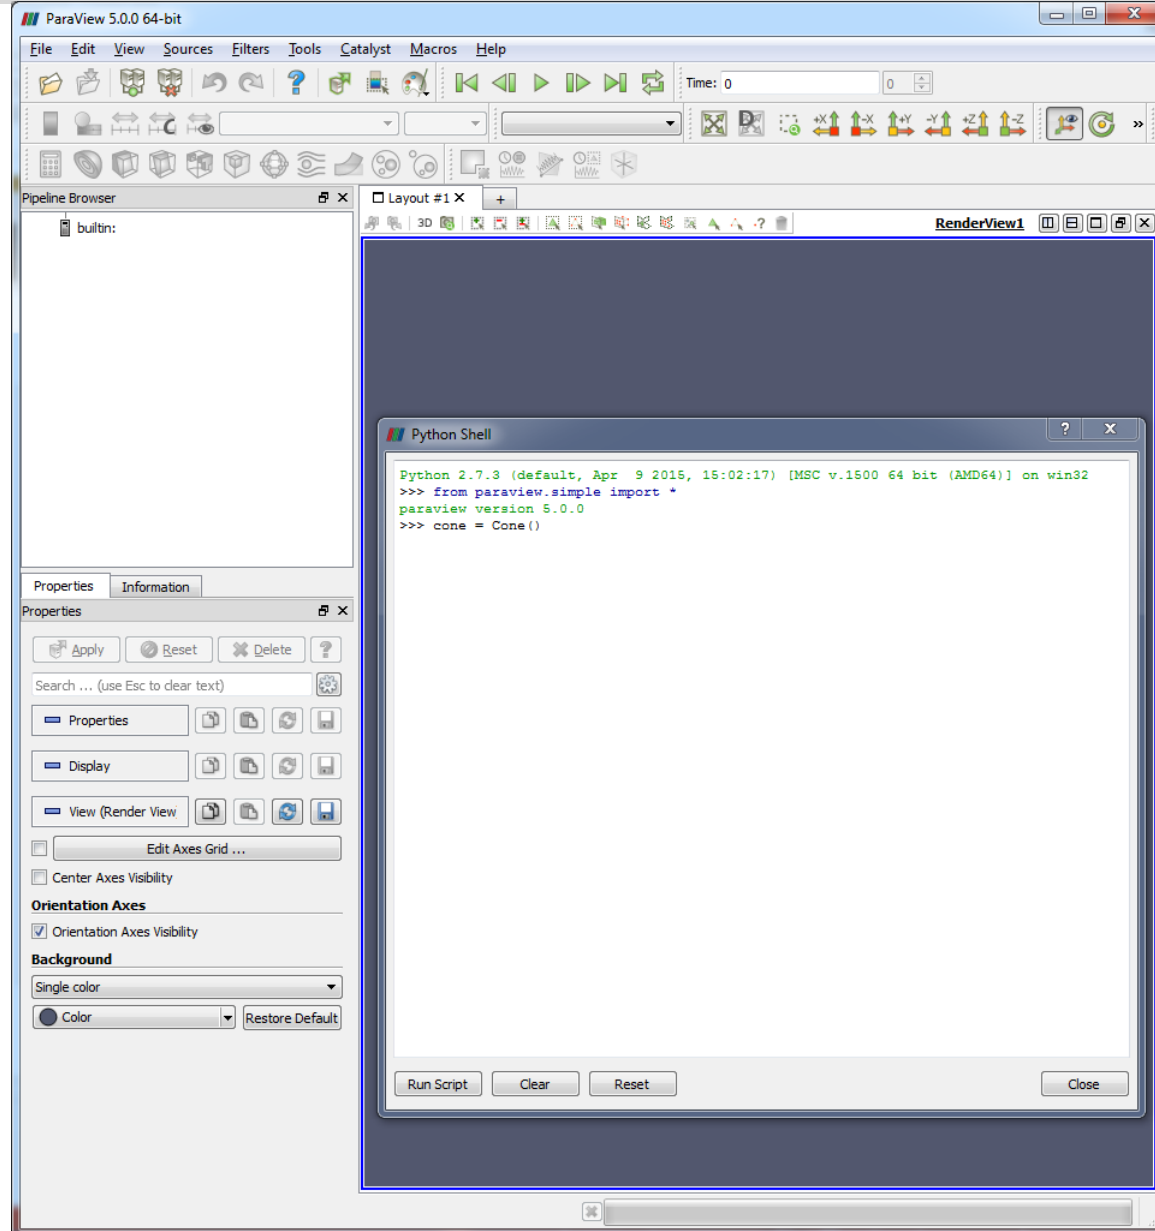 ParaView 5.0.0 64-bit
File Edit View Sources Filters Tools Catalyst Macros Help
Time: 0 0
+X -X +Y -Y +Z -Z »
Pipeline Browser
Layout #1 +
builtin:
3D RenderView1
Python Shell
Python 2.7.3 (default, Apr  9 2015, 15:02:17) [MSC v.1500 64 bit (AMD64)] on win32
>>> from paraview.simple import *
paraview version 5.0.0
>>> cone = Cone()
Properties Information
Properties
Apply Reset Delete ?
Search ... (use Esc to clear text)
Properties
Display
View (Render View
Edit Axes Grid ...
Center Axes Visibility
Orientation Axes
Orientation Axes Visibility
Background
Single color
Color Restore Default
Run Script Clear Reset Close